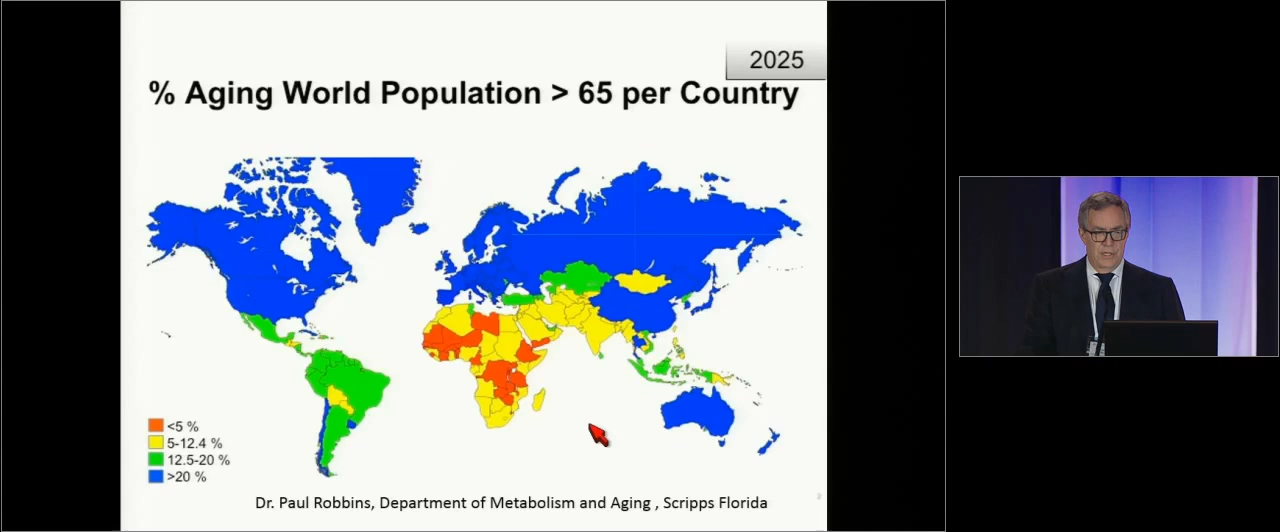 2025
% Aging World Population > 65 per Country
<5 %
5-12.4 %
12.5-20 %
>20 %
Dr. Paul Robbins, Department of Metabolism and Aging , Scripps Florida